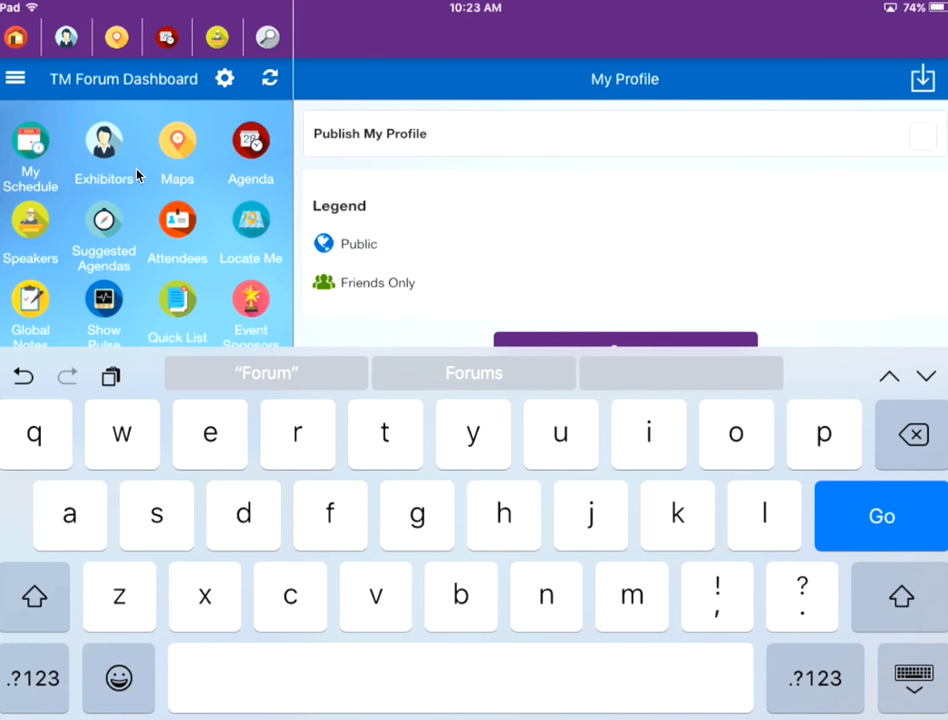 Pad 10:23 AM 74%
TM Forum Dashboard
My Profile
28
My Schedule
Exhibitors
Maps
Agenda
Speakers
Suggested Agendas
Attendees
Locate Me
Global Notes
Show Pulse
Quick List
Event Sponsors
Publish My Profile
Legend
Public
Friends Only
“Forum” Forums
q w e r t y u i o p
a s d f g h j k l Go
z x c v b n m ! , ? .
.?123 .?123